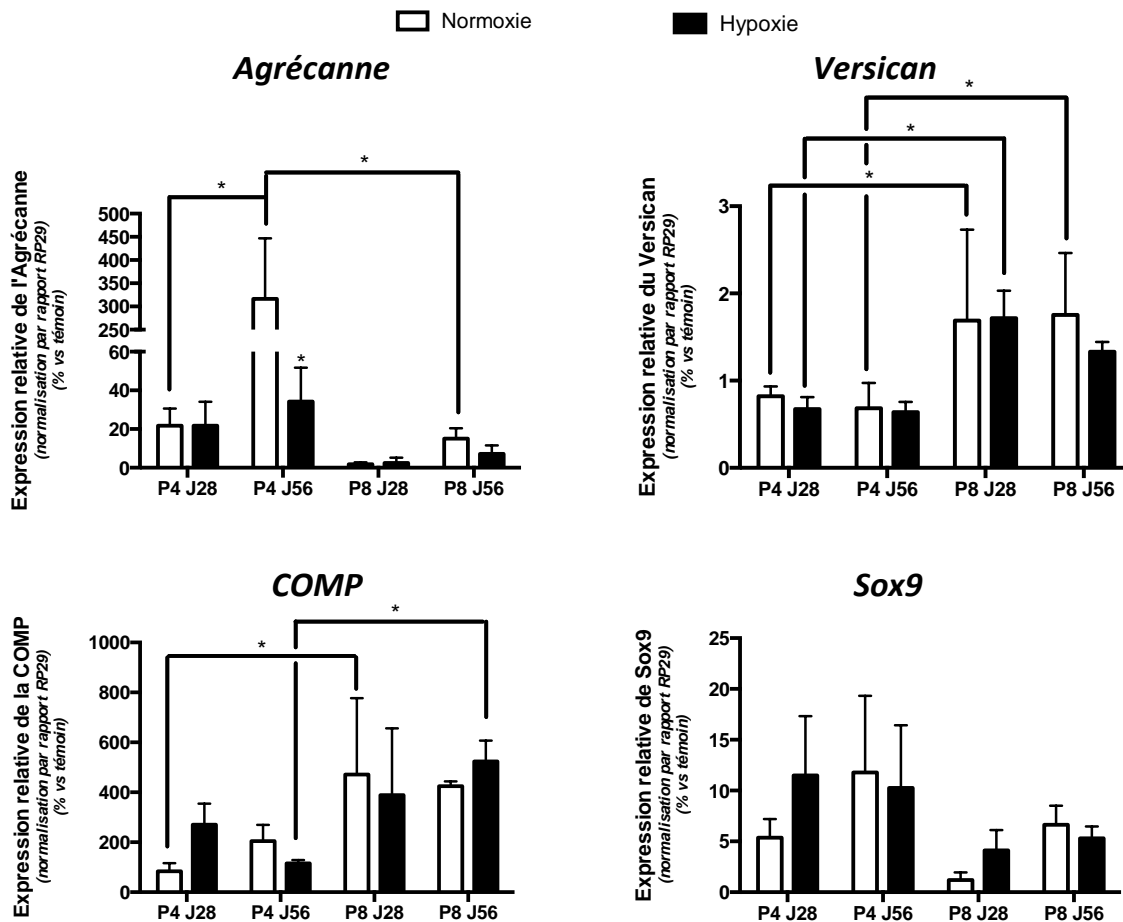 Normoxie
Hypoxie
Agrécanne
Expression relative de l'Agrécanne
(normalisation par rapport RP29)
(% vs témoin)
500
450
400
350
300
250
60
40
20
0
*
*
*
P4 J28
P4 J56
P8 J28
P8 J56
Versican
Expression relative du Versican
(normalisation par rapport RP29)
(% vs témoin)
3
2
1
0
*
*
*
P4 J28
P4 J56
P8 J28
P8 J56
COMP
Expression relative de la COMP
(normalisation par rapport RP29)
(% vs témoin)
1000
800
600
400
200
0
*
*
P4 J28
P4 J56
P8 J28
P8 J56
Sox9
Expression relative de Sox9
(normalisation par rapport RP29)
(% vs témoin)
25
20
15
10
5
0
P4 J28
P4 J56
P8 J28
P8 J56